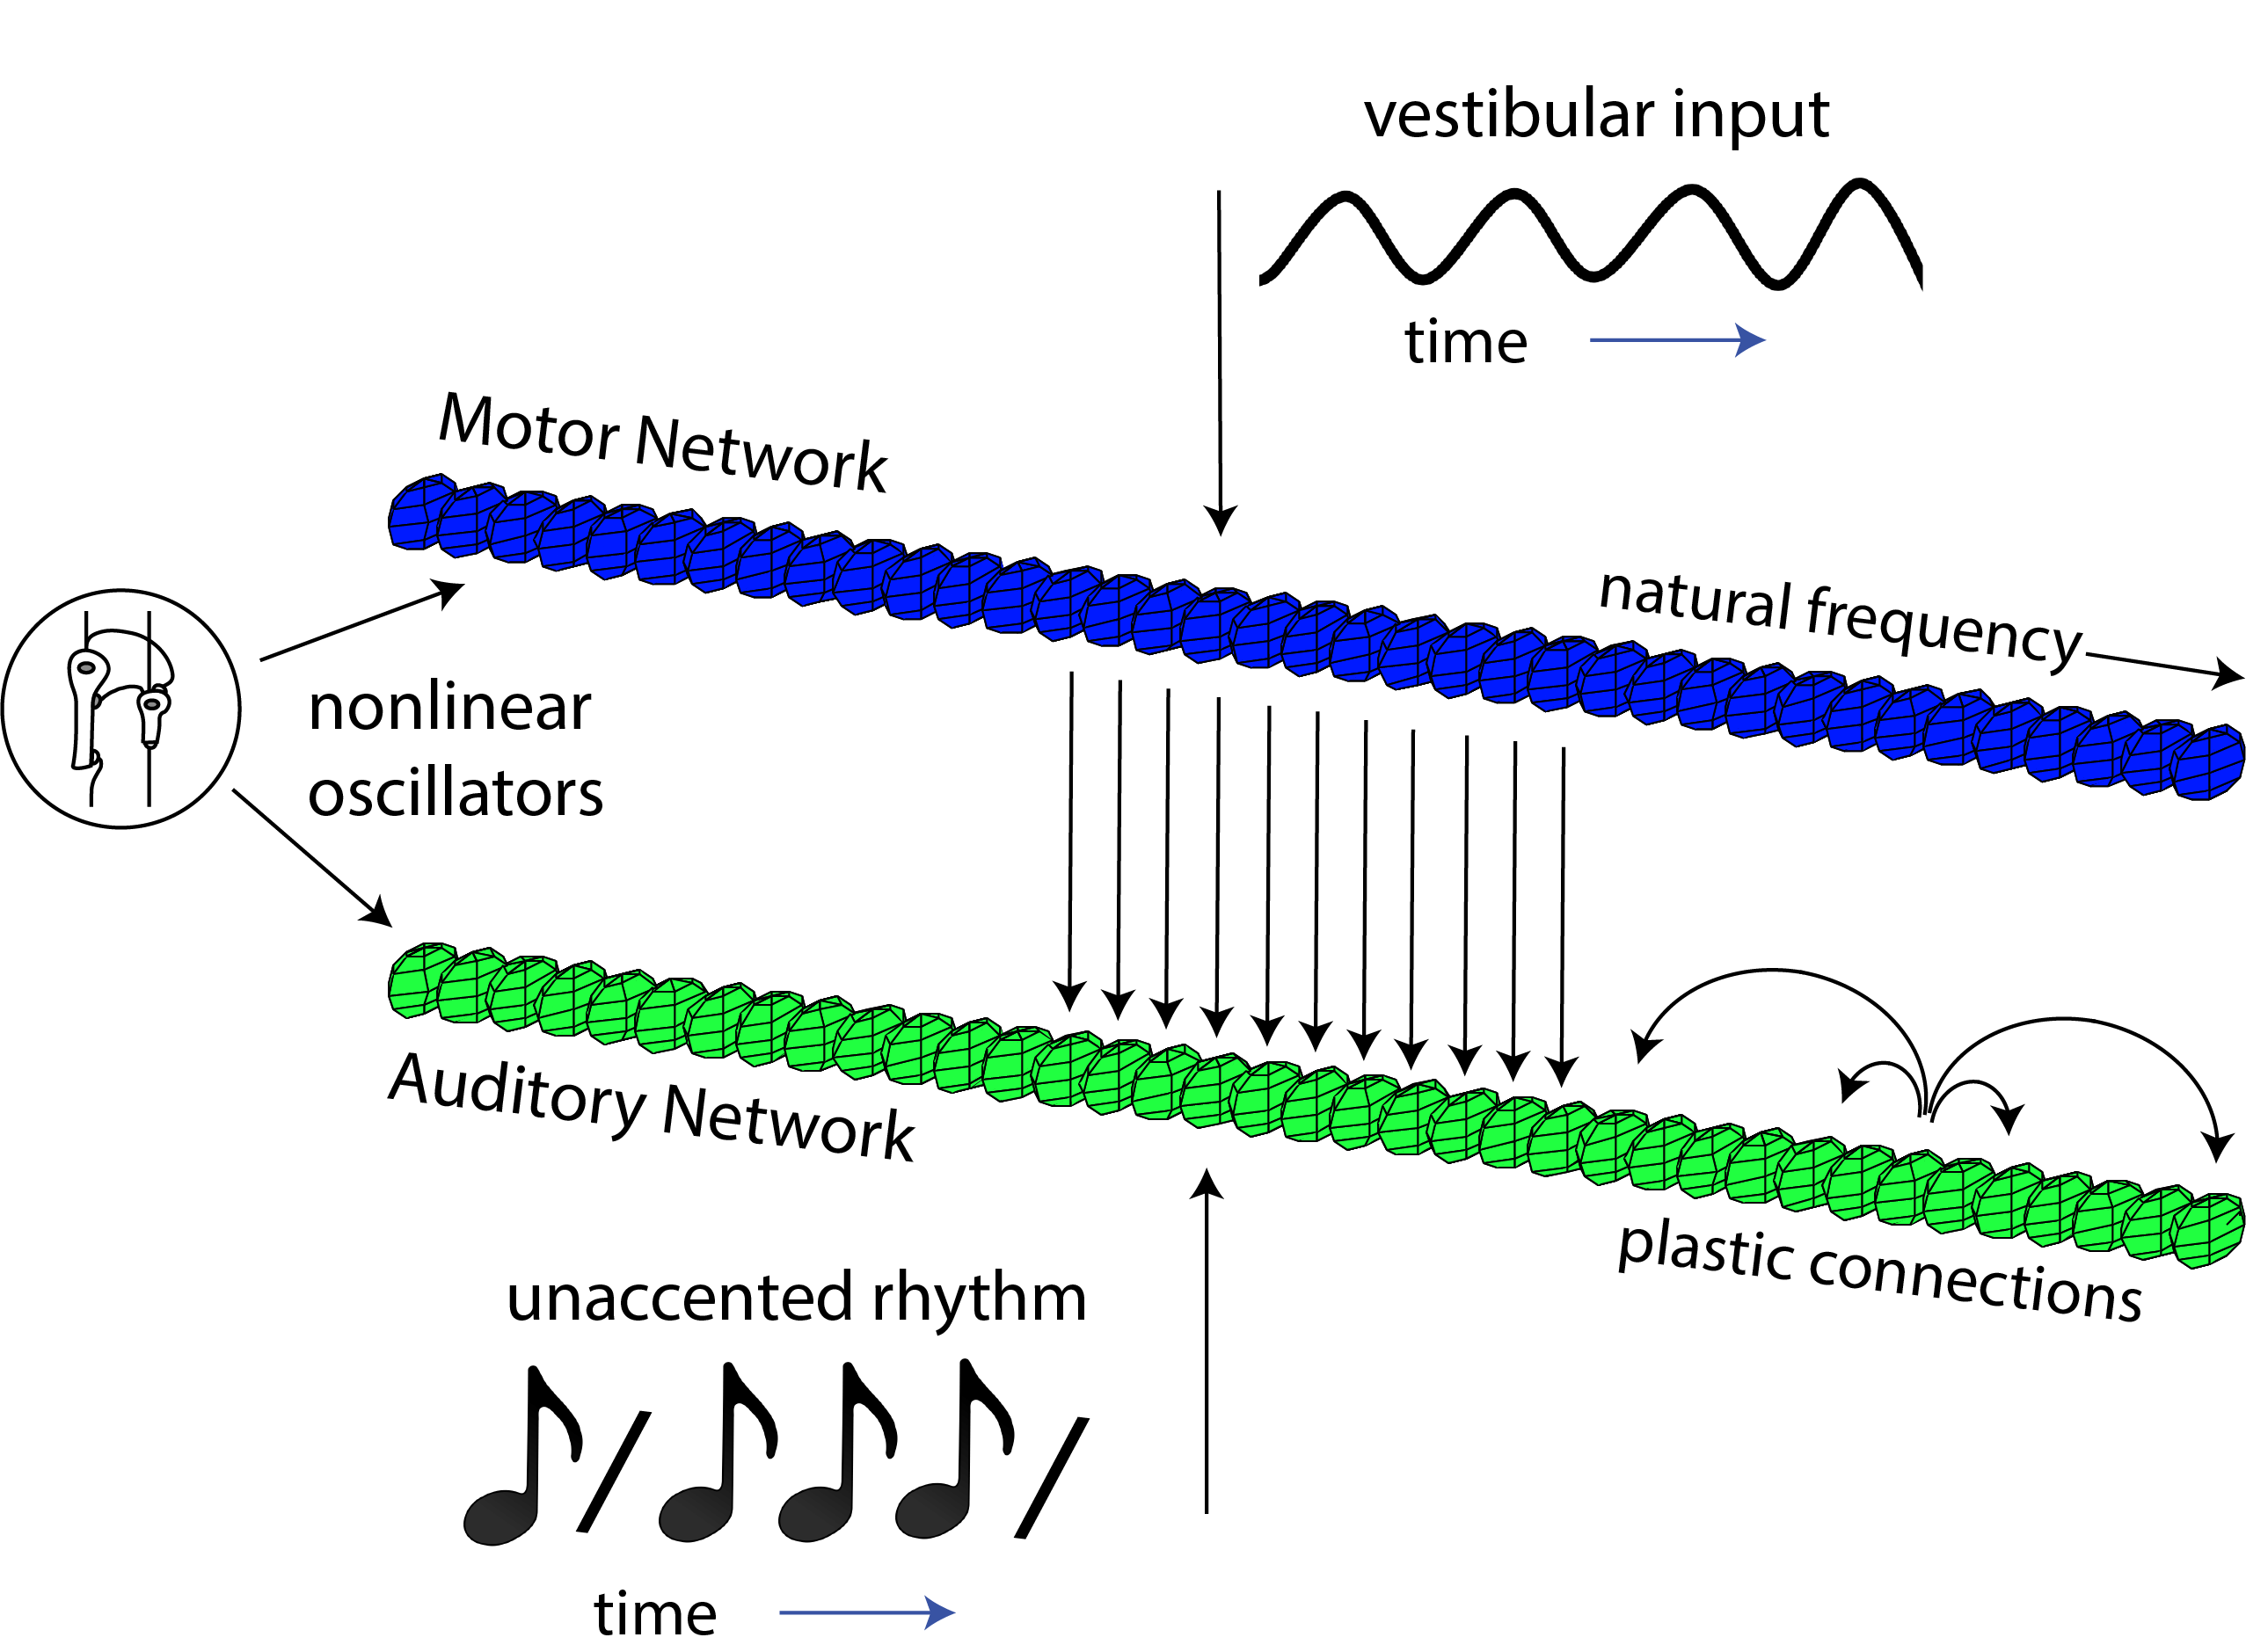 vestibular input
time
Motor Network
natural frequency
nonlinear
oscillators
Auditory Network
plastic connections
unaccented rhythm
time